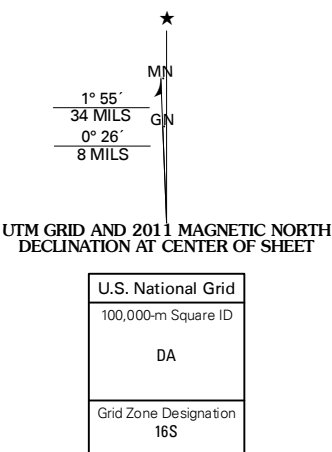 MN
1° 55´
34 MILS
GN
0° 26´
8 MILS
UTM GRID AND 2011 MAGNETIC NORTH
DECLINATION AT CENTER OF SHEET
U.S. National Grid
100,000-m Square ID
DA
Grid Zone Designation
16S